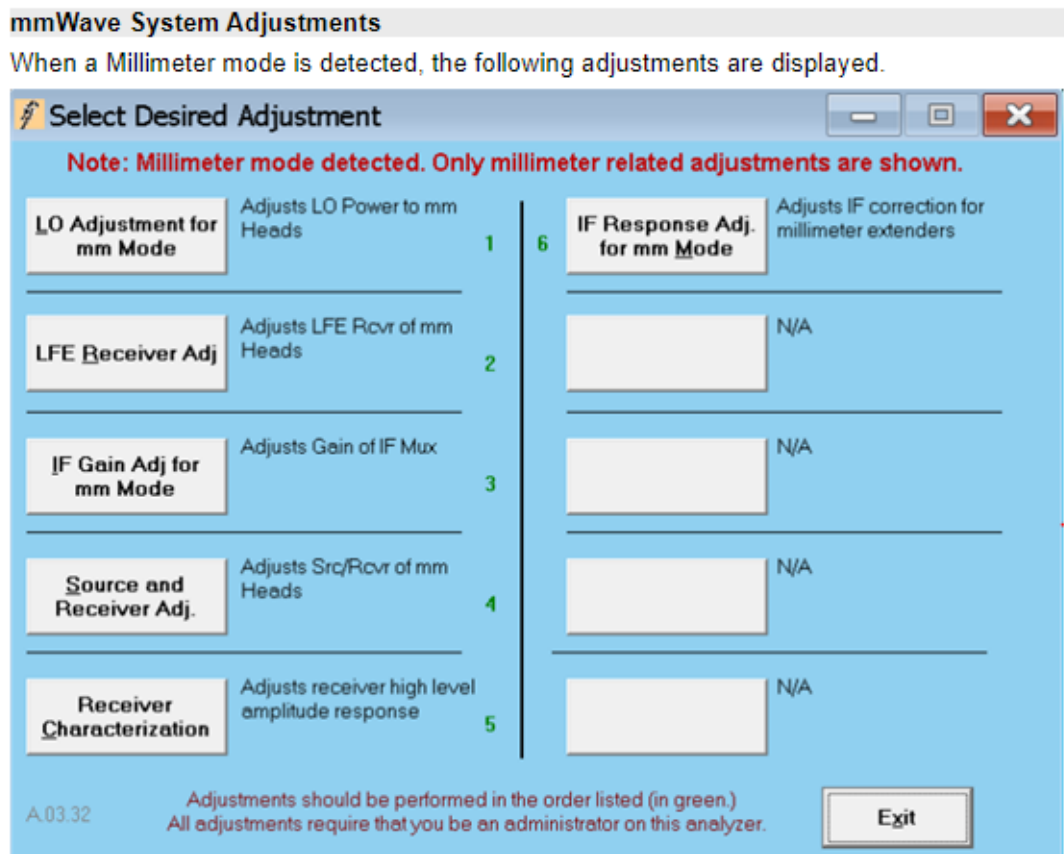 mmWave System Adjustments
When a Millimeter mode is detected, the following adjustments are displayed.
Select Desired Adjustment
Note: Millimeter mode detected. Only millimeter related adjustments are shown.
LO Adjustment for
mm Mode
Adjusts LO Power to mm
Heads
1
LFE Receiver Adj
Adjusts LFE Rcvr of mm
Heads
2
IF Gain Adj for
mm Mode
Adjusts Gain of IF Mux
3
Source and
Receiver Adj.
Adjusts Src/Rcvr of mm
Heads
4
Receiver
Characterization
Adjusts receiver high level
amplitude response
5
6
IF Response Adj.
for mm Mode
Adjusts IF correction for
millimeter extenders
N/A
N/A
N/A
N/A
A.03.32
Adjustments should be performed in the order listed (in green.)
All adjustments require that you be an administrator on this analyzer.
Exit